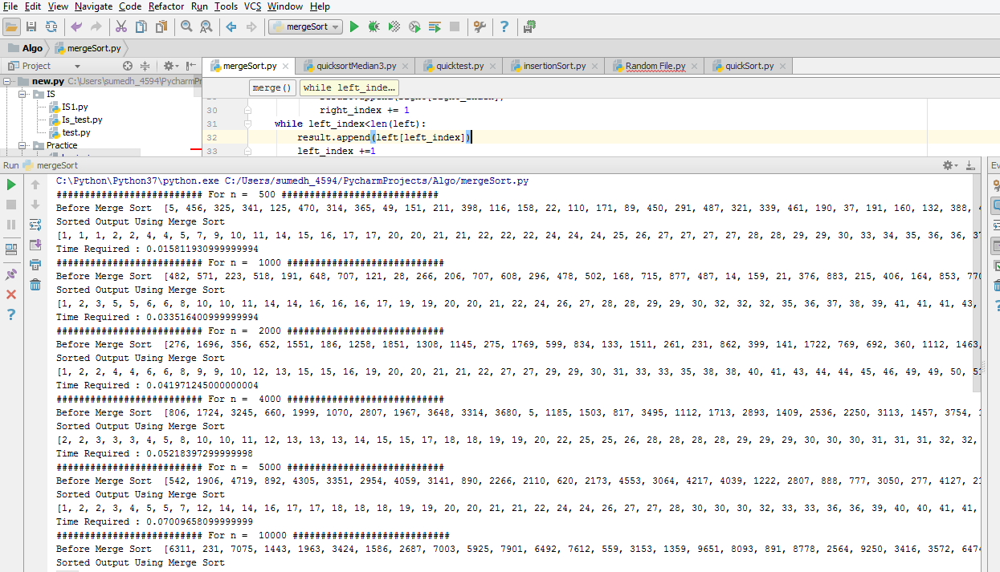 File Edit View Navigate Code Refactor Run Tools VCS Window Help
mergeSort
Algo mergeSort.py
Project
mergeSort.py quicksortMedian3.py quicktest.py insertionSort.py Random File.py quickSort.py
new.py C:\Users\sumedh_4594\PycharmPr
IS
IS1.py
Is_test.py
test.py
Practice
merge() while left_inde...
30 right_index += 1
31 while left_index<len(left):
32 result.append(left[left_index])
33 left_index +=1
Run mergeSort
Ev
C:\Python\Python37\python.exe C:/Users/sumedh_4594/PycharmProjects/Algo/mergeSort.py
########################## For n =  500 ############################
Before Merge Sort  [5, 456, 325, 341, 125, 470, 314, 365, 49, 151, 211, 398, 116, 158, 22, 110, 171, 89, 450, 291, 487, 321, 339, 461, 190, 37, 191, 160, 132, 388,
Sorted Output Using Merge Sort
[1, 1, 1, 2, 2, 4, 4, 5, 7, 9, 10, 11, 14, 15, 16, 17, 17, 20, 20, 21, 21, 22, 22, 22, 24, 24, 24, 25, 26, 27, 27, 27, 27, 28, 28, 29, 29, 30, 33, 34, 35, 36, 36, 37
Time Required : 0.015811930999999994
########################## For n =  1000 ############################
Before Merge Sort  [482, 571, 223, 518, 191, 648, 707, 121, 28, 266, 206, 707, 608, 296, 478, 502, 168, 715, 877, 487, 14, 159, 21, 376, 883, 215, 406, 164, 853, 770
Sorted Output Using Merge Sort
[1, 2, 3, 5, 5, 6, 6, 8, 10, 10, 11, 14, 14, 16, 16, 16, 17, 19, 19, 20, 20, 21, 22, 24, 26, 27, 28, 28, 29, 29, 30, 32, 32, 32, 35, 36, 37, 38, 39, 41, 41, 41, 43,
Time Required : 0.033516400999999994
########################## For n =  2000 ############################
Before Merge Sort  [276, 1696, 356, 652, 1551, 186, 1258, 1851, 1308, 1145, 275, 1769, 599, 834, 133, 1511, 261, 231, 862, 399, 141, 1722, 769, 692, 360, 1112, 1463,
Sorted Output Using Merge Sort
[1, 2, 2, 4, 4, 6, 6, 8, 9, 9, 10, 12, 13, 15, 15, 16, 19, 20, 20, 21, 21, 22, 27, 27, 29, 29, 30, 31, 33, 33, 35, 38, 38, 40, 41, 43, 44, 44, 45, 46, 49, 49, 50, 51
Time Required : 0.041971245000000004
########################## For n =  4000 ############################
Before Merge Sort  [806, 1724, 3245, 660, 1999, 1070, 2807, 1967, 3648, 3314, 3680, 5, 1185, 1503, 817, 3495, 1112, 1713, 2893, 1409, 2536, 2250, 3113, 1457, 3754,
Sorted Output Using Merge Sort
[2, 2, 3, 3, 3, 4, 5, 8, 10, 10, 11, 12, 13, 13, 13, 14, 15, 15, 17, 18, 18, 19, 19, 20, 22, 25, 25, 26, 28, 28, 28, 28, 29, 29, 29, 30, 30, 30, 31, 31, 31, 32, 32,
Time Required : 0.05218397299999998
########################## For n =  5000 ############################
Before Merge Sort  [542, 1906, 4719, 892, 4305, 3351, 2954, 4059, 3141, 890, 2266, 2110, 620, 2173, 4553, 3064, 4217, 4039, 1222, 2807, 888, 777, 3050, 277, 4127, 21
Sorted Output Using Merge Sort
[1, 2, 2, 3, 4, 5, 5, 7, 12, 14, 14, 16, 17, 17, 18, 18, 18, 19, 19, 20, 20, 21, 21, 22, 24, 24, 26, 27, 27, 28, 30, 30, 30, 32, 33, 33, 36, 36, 39, 40, 40, 41, 41,
Time Required : 0.07009658099999999
########################## For n =  10000 ############################
Before Merge Sort  [6311, 231, 7075, 1443, 1963, 3424, 1586, 2687, 7003, 5925, 7901, 6492, 7612, 559, 3153, 1359, 9651, 8093, 891, 8778, 2564, 9250, 3416, 3572, 6474
Sorted Output Using Merge Sort